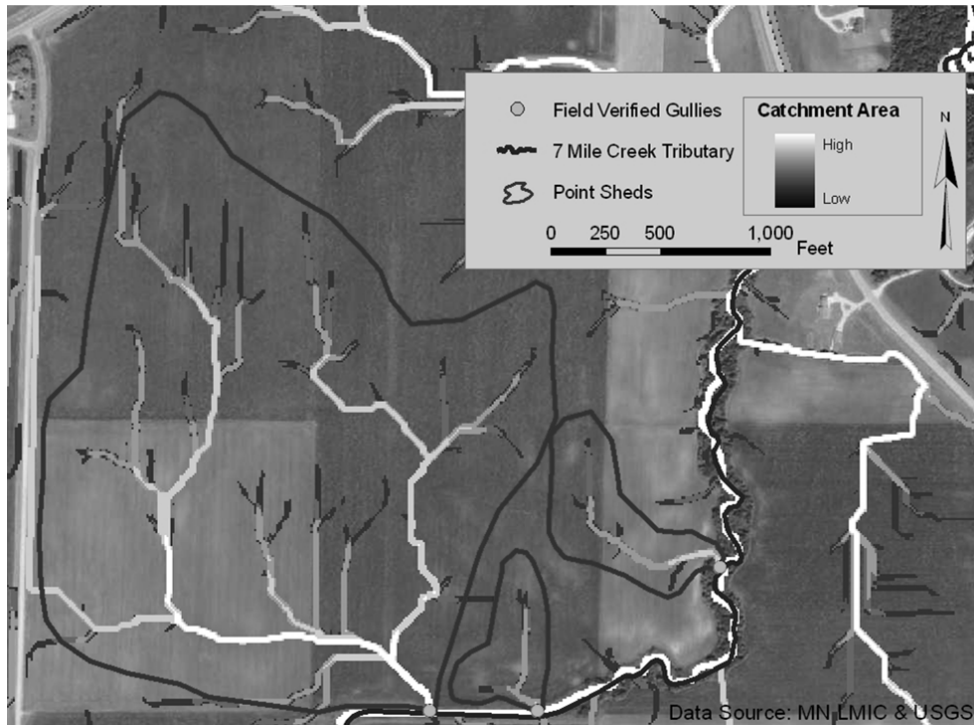 Field Verified Gullies
7 Mile Creek Tributary
Point Sheds
Catchment Area
High
Low
N
0 250 500 1,000
Feet
Data Source: MN LMIC & USGS